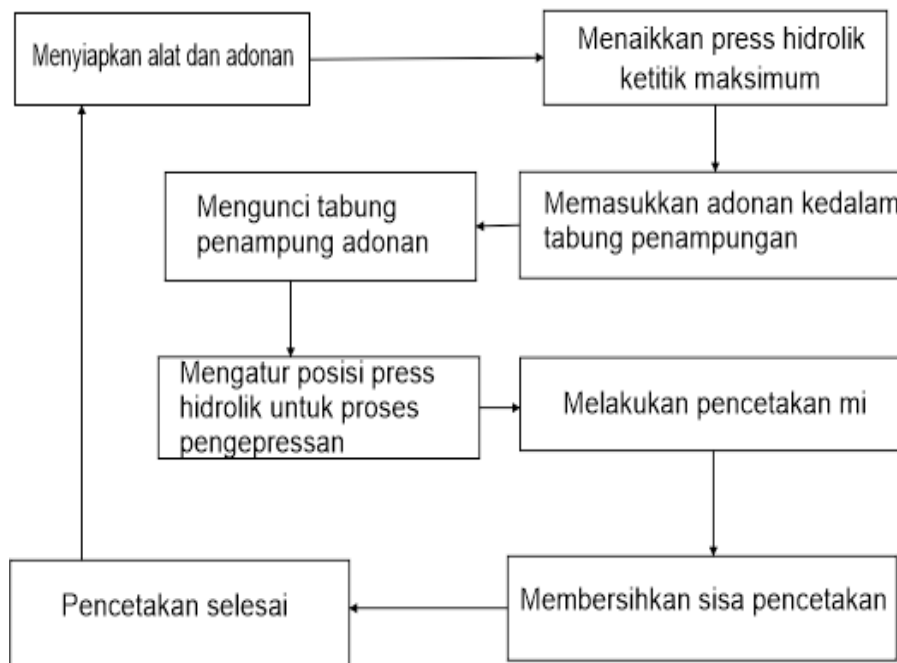 Menyiapkan alat dan adonan
Menaikkan press hidrolik
ketitik maksimum
Memasukkan adonan kedalam
tabung penampungan
Mengunci tabung
penampung adonan
Mengatur posisi press
hidrolik untuk proses
pengepressan
Melakukan pencetakan mi
Membersihkan sisa pencetakan
Pencetakan selesai